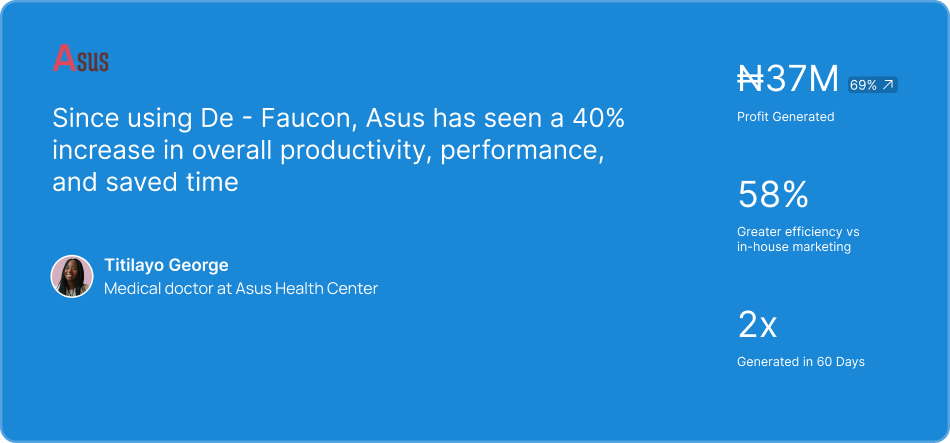 Asus
Since using De - Faucon, Asus has seen a 40%
increase in overall productivity, performance,
and saved time
Titilayo George
Medical doctor at Asus Health Center
₦37M 69%
Profit Generated
58%
Greater efficiency vs
in-house marketing
2x
Generated in 60 Days